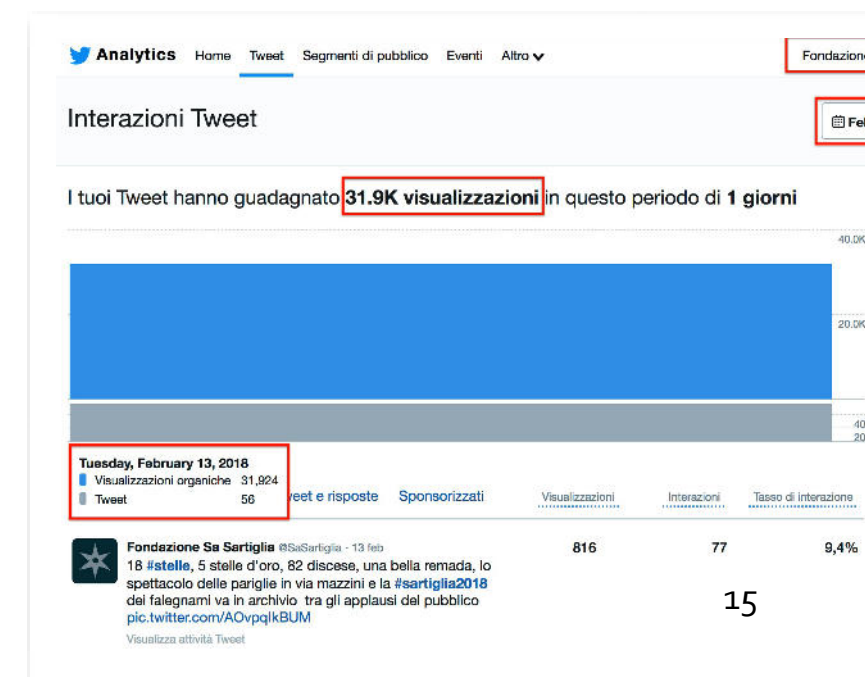 Analytics Home Tweet Segmenti di pubblico Eventi Altro Fondazione
Interazioni Tweet
Fel
I tuoi Tweet hanno guadagnato 31.9K visualizzazioni in questo periodo di 1 giorni
40.0K
20.0K
40
20
Tuesday, February 13, 2018
Visualizzazioni organiche 31,924
Tweet 56
weet e risposte Sponsorizzati Visualizzazioni Interazioni Tasso di interazione
Fondazione Sa Sartiglia @SaSartiglia - 13 feb 816 77 9,4%
16 #stelle, 5 stelle d'oro, 82 discese, una bella remada, lo
spettacolo delle pariglie in via mazzini e la #sartiglia2018
dei falegnami va in archivio tra gli applausi del pubblico
pic.twitter.com/AOvpqlkBUM
Visualizza attività Tweet
15